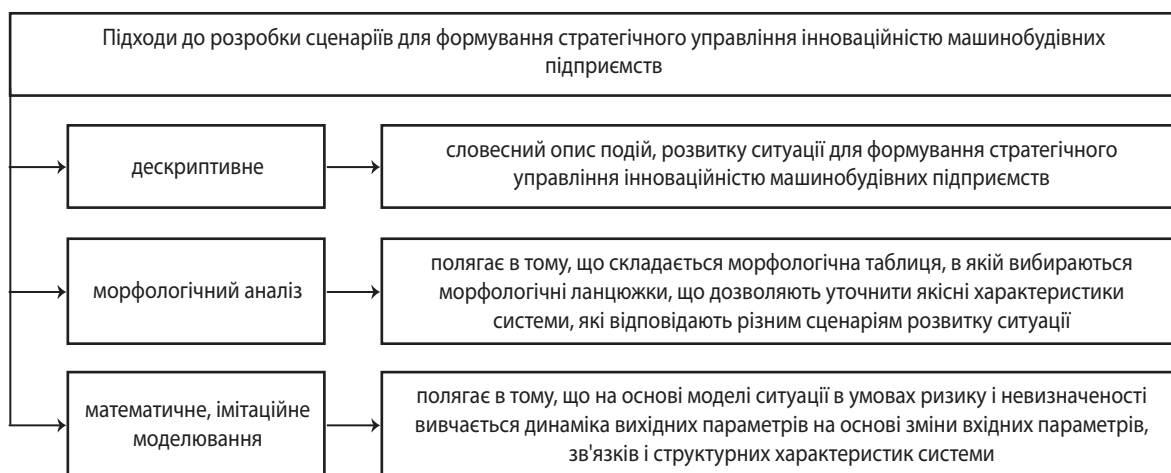 Підходи до розробки сценаріїв для формування стратегічного управління інноваційністю машинобудівних
підприємств
дескриптивне
словесний опис подій, розвитку ситуації для формування стратегічного
управління інноваційністю машинобудівних підприємств
морфологічний аналіз
полягає в тому, що складається морфологічна таблиця, в якій вибираються
морфологічні ланцюжки, що дозволяють уточнити якісні характеристики
системи, які відповідають різним сценаріям розвитку ситуації
математичне, імітаційне
моделювання
полягає в тому, що на основі моделі ситуації в умовах ризику і невизначеності
вивчається динаміка вихідних параметрів на основі зміни вхідних параметрів,
зв'язків і структурних характеристик системи